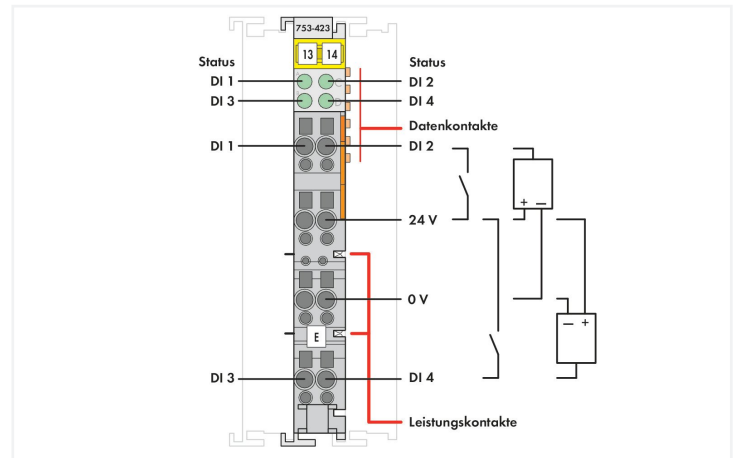 753-423
13 14
Status Status
DI 1 DI 2
DI 3 DI 4
Datenkontakte
DI 1 DI 2
+ –
24 V
0 V
– +
E
DI 3 DI 4
Leistungskontakte